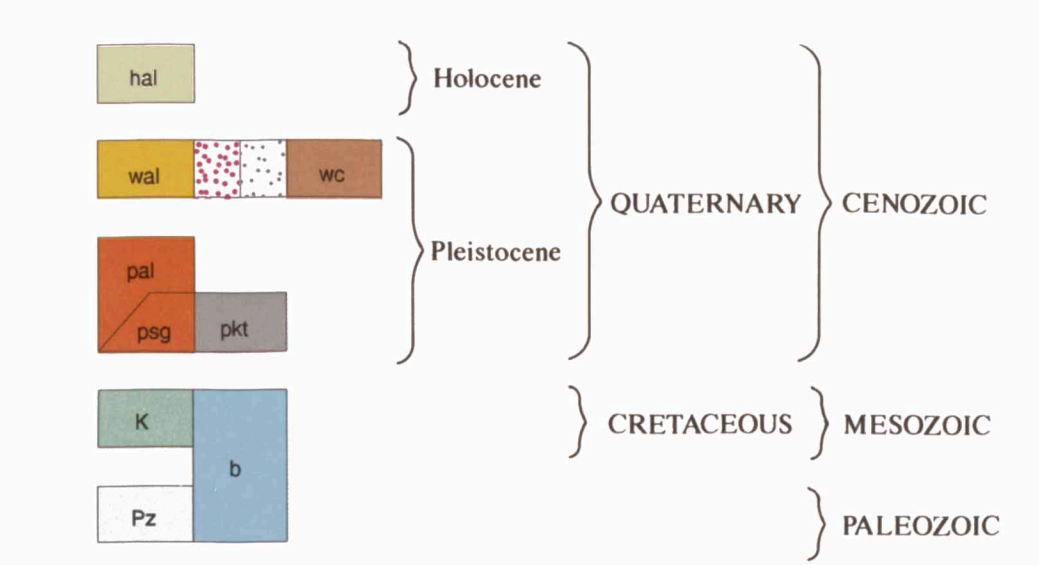 hal
Holocene
wal
wc
QUATERNARY
CENOZOIC
Pleistocene
pal
psg
pkt
K
CRETACEOUS
MESOZOIC
b
Pz
PALEOZOIC